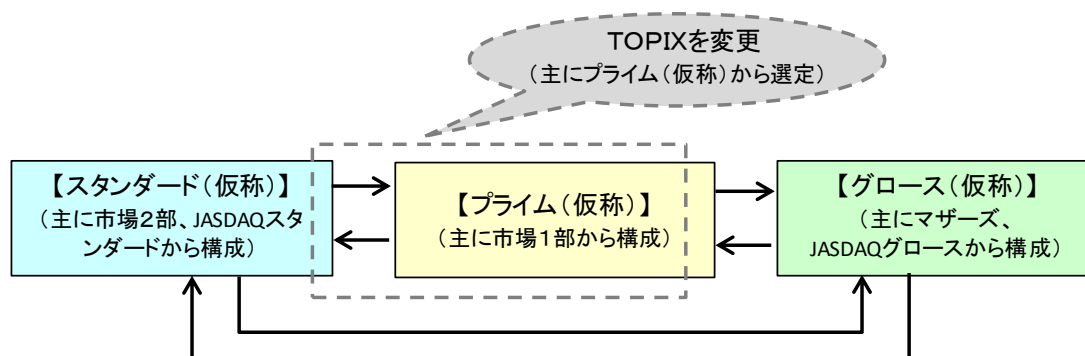 TOPIXを変更
（主にプライム（仮称）から選定）
【スタンダード（仮称）】
（主に市場２部、JASDAQスタ
ンダードから構成）
【プライム（仮称）】
（主に市場１部から構成）
【グロース（仮称）】
（主にマザーズ、
JASDAQグロースから構成）